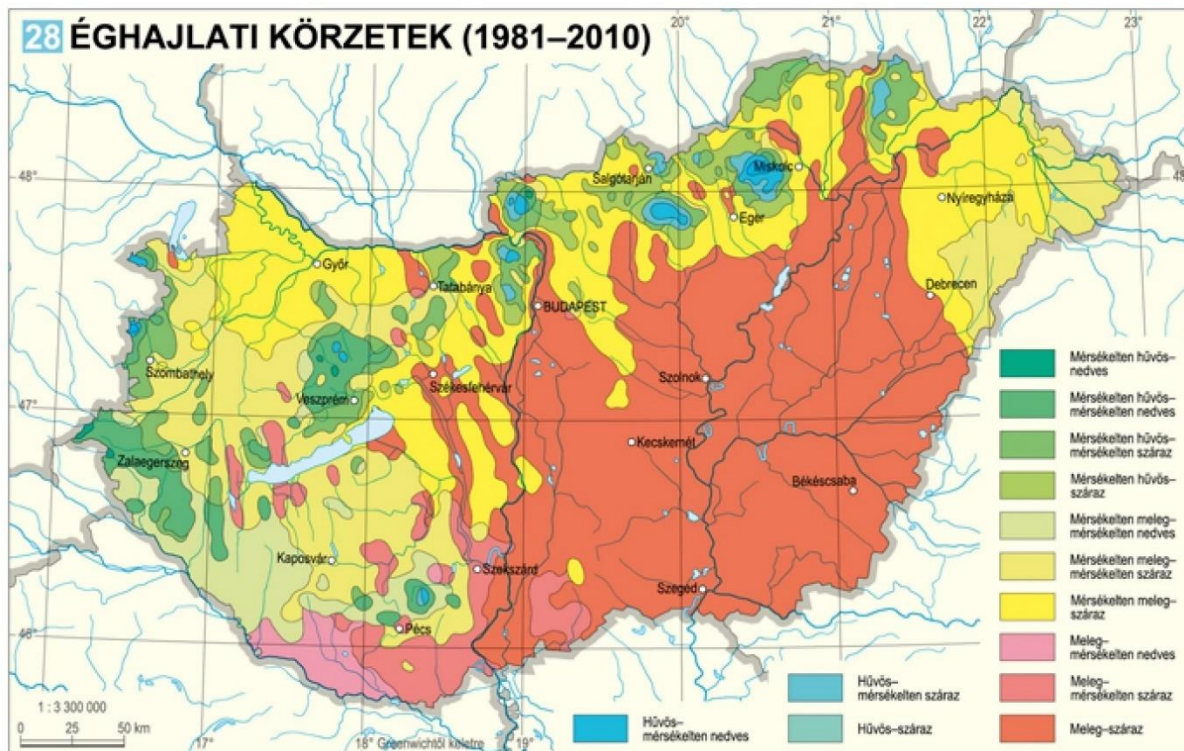 28 ÉGHAJLATI KÖRZETEK (1981–2010)
20°
21°
22°
23°
48°
48
Salgótarján
Miskolc
Nyíregyháza
Eger
Győr
Tatabánya
BUDAPEST
Debrecen
Szombathely
Veszprém
Székesfehérvár
Szolnok
47°
Zalaegerszeg
Kecskemét
Békéscsaba
Kaposvár
Szekszárd
Szeged
Pécs
Mérsékelten hűvös–
nedves
Mérsékelten hűvös–
mérsékelten nedves
Mérsékelten hűvös–
mérsékelten száraz
Mérsékelten hűvös–
száraz
Mérsékelten meleg–
mérsékelten nedves
Mérsékelten meleg–
mérsékelten száraz
Mérsékelten meleg–
száraz
Meleg–
mérsékelten nedves
Meleg–
mérsékelten száraz
Meleg–száraz
Hűvös–
mérsékelten száraz
Hűvös–száraz
Hűvös–
mérsékelten nedves
1 : 3 300 000
0 25 50 km
17°
18° Greenwichtől keletre
19°